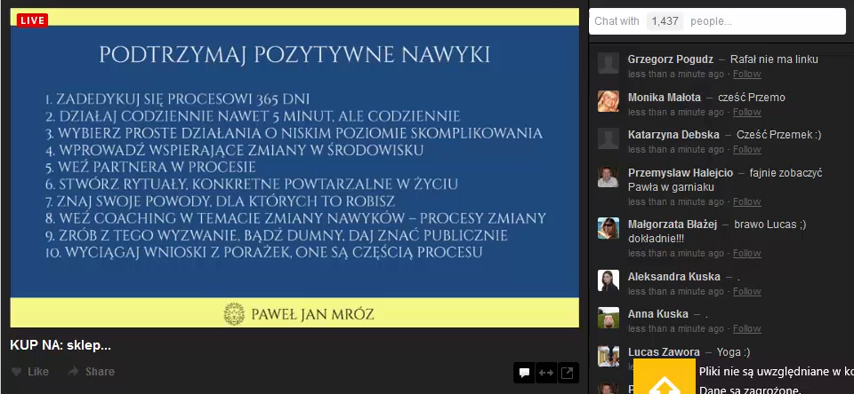 LIVE
PODTRZYMAJ POZYTYWNE NAWYKI
1. ZADEDYKUJ SIĘ PROCESOWI 365 DNI
2. DZIAŁAJ CODZIENNIE NAWET 5 MINUT, ALE CODZIENNIE
3. WYBIERZ PROSTE DZIAŁANIA O NISKIM POZIOMIE SKOMPLIKOWANIA
4. WPROWADŹ WSPIERAJĄCE ZMIANY W ŚRODOWISKU
5. WEŹ PARTNERA W PROCESIE
6. STWÓRZ RYTUAŁY, KONKRETNE POWTARZALNE W ŻYCIU
7. ZNAJ SWOJE POWODY, DLA KTÓRYCH TO ROBISZ
8. WEŹ COACHING W TEMACIE ZMIANY NAWYKÓW – PROCESY ZMIANY
9. ZRÓB Z TEGO WYZWANIE, BĄDŹ DUMNY, DAJ ZNAĆ PUBLICZNIE
10. WYCIĄGAJ WNIOSKI Z PORAŻEK, ONE SĄ CZĘŚCIĄ PROCESU
PAWEŁ JAN MRÓZ
KUP NA: sklep...
Like Share
Chat with 1,437 people...
Grzegorz Pogudz – Rafał nie ma linku
less than a minute ago · Follow
Monika Małota – cześć Przemo
less than a minute ago · Follow
Katarzyna Debska – Cześć Przemek :)
less than a minute ago · Follow
Przemyslaw Halejcio – fajnie zobaczyć
Pawła w garniaku
less than a minute ago · Follow
Małgorzata Błażej – brawo Lucas ;)
dokładnie!!!
less than a minute ago · Follow
Aleksandra Kuska – .
less than a minute ago · Follow
Anna Kuska – .
less than a minute ago · Follow
Lucas Zawora – Yoga :)
Pliki nie są uwzględniane w
Dane są zagrożone.